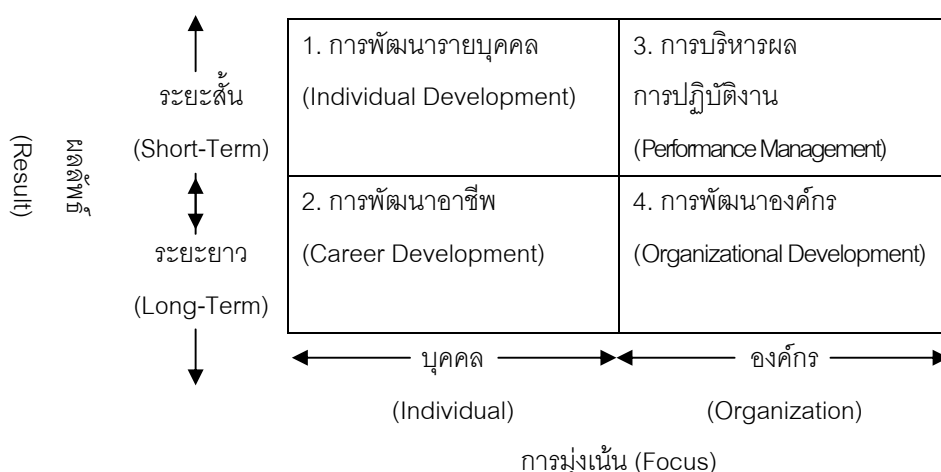 ผลลัพธ์
(Result)
ระยะสั้น
(Short-Term)
ระยะยาว
(Long-Term)
1. การพัฒนารายบุคคล
(Individual Development)
3. การบริหารผล
การปฏิบัติงาน
(Performance Management)
2. การพัฒนาอาชีพ
(Career Development)
4. การพัฒนาองค์กร
(Organizational Development)
บุคคล
(Individual)
องค์กร
(Organization)
การมุ่งเน้น (Focus)